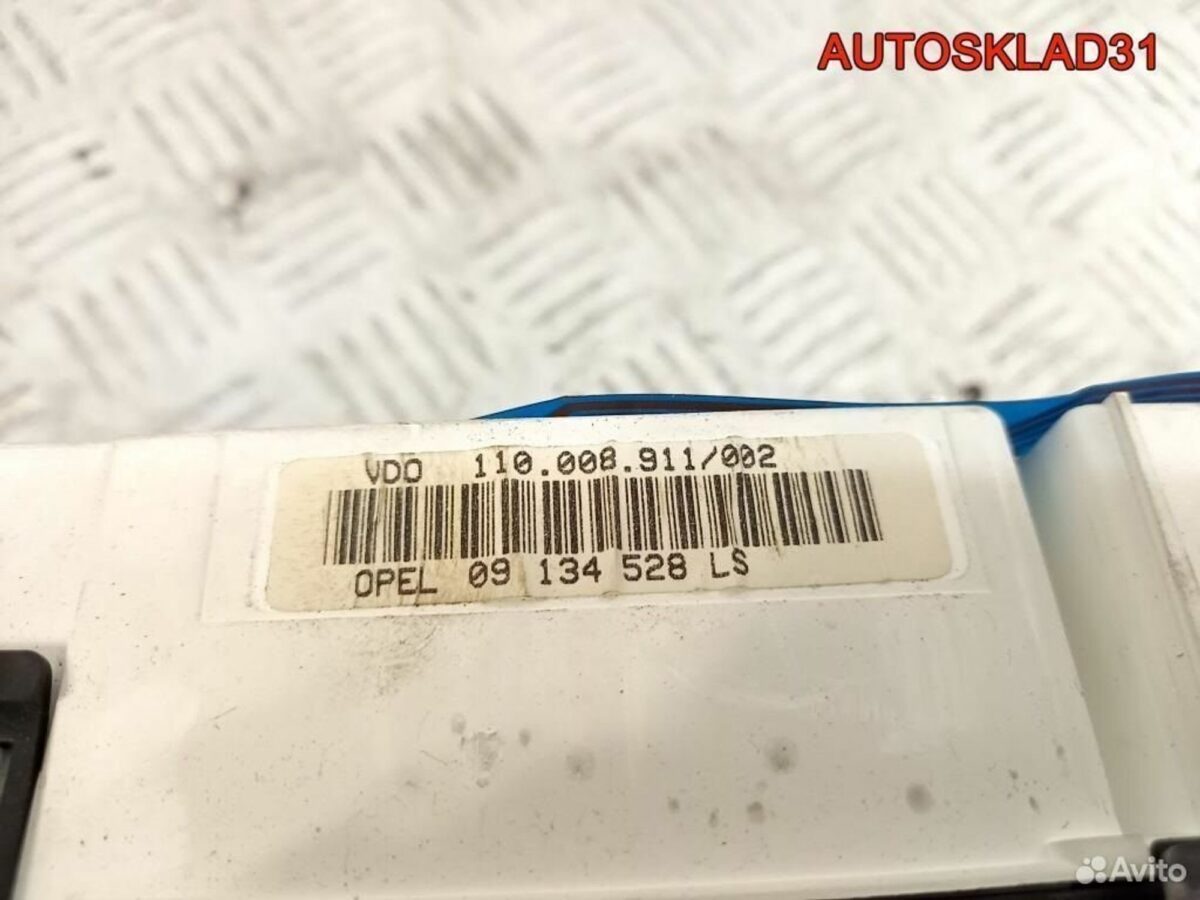 AUTOSKLAD31
VDO 110.008.911/002
OPEL 09 134 528 LS
Avito